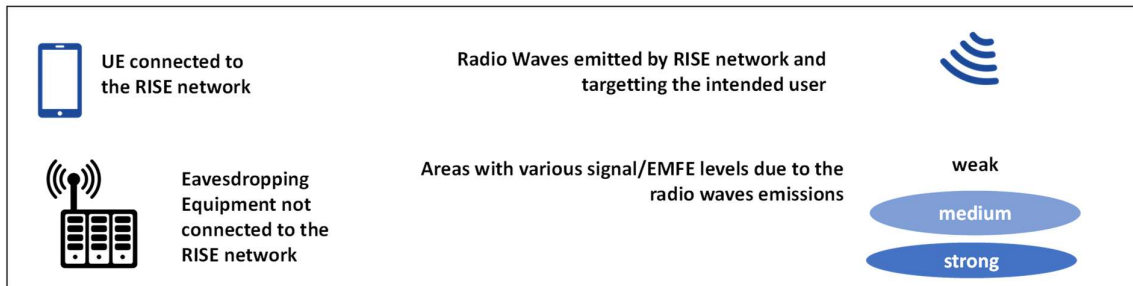 UE connected to
the RISE network
Radio Waves emitted by RISE network and
targetting the intended user
Eavesdropping
Equipment not
connected to the
RISE network
Areas with various signal/EMFE levels due to the
radio waves emissions
weak
medium
strong